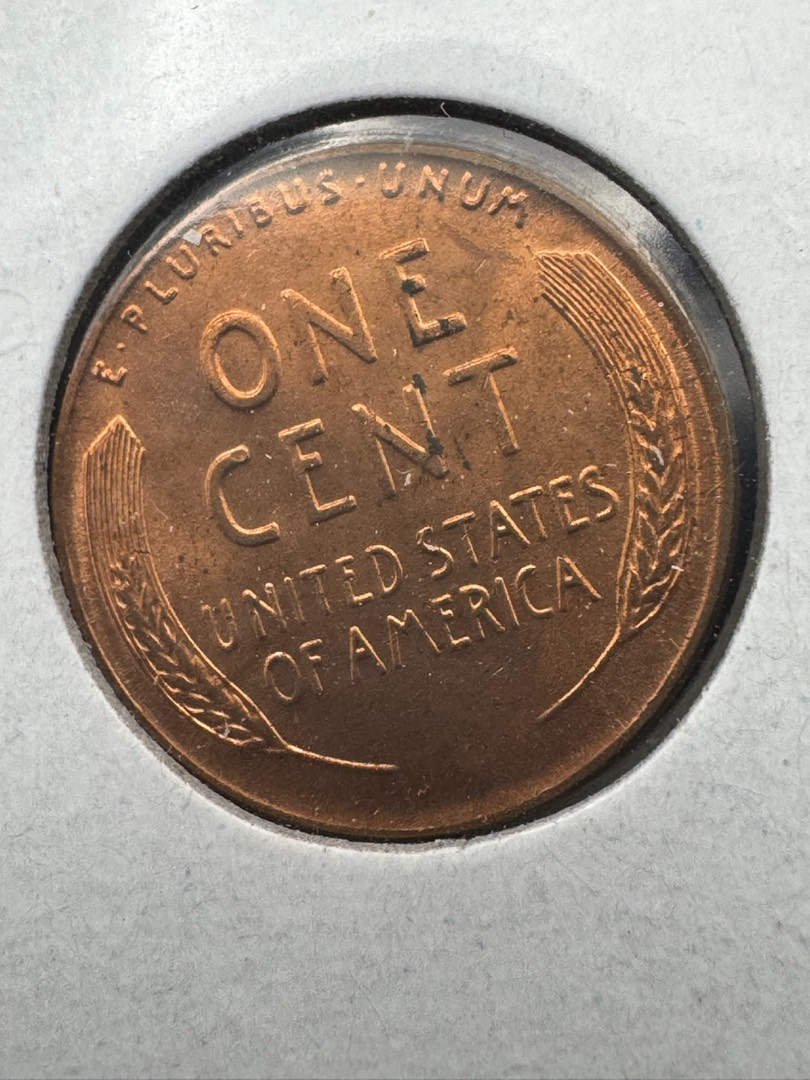 E·PLURIBUS·UNUM
ONE
CENT
UNITED STATES
OF AMERICA